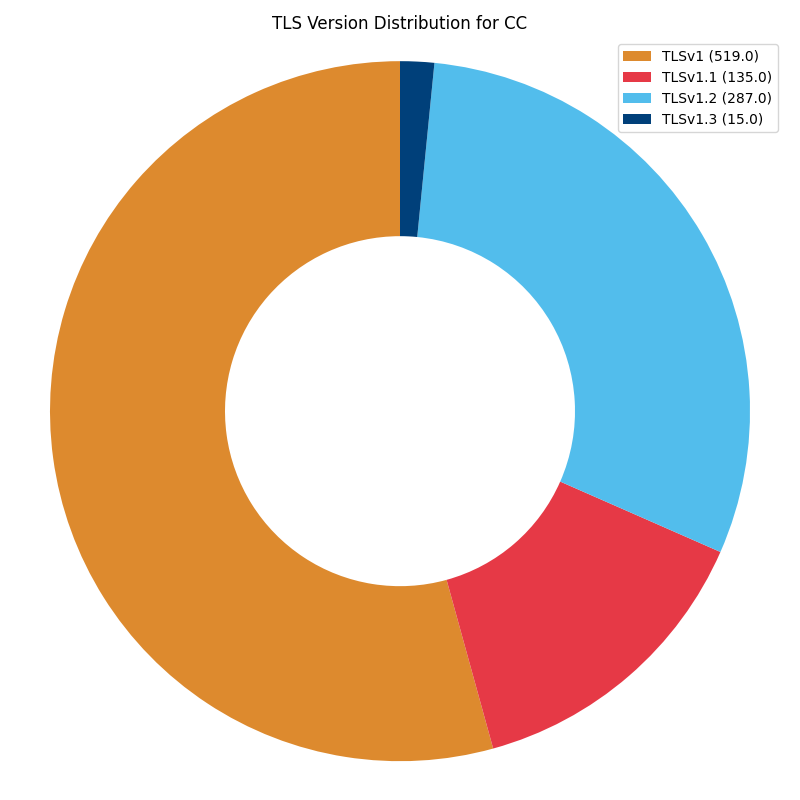 TLS Version Distribution for CC
TLSv1 (519.0)
TLSv1.1 (135.0)
TLSv1.2 (287.0)
TLSv1.3 (15.0)